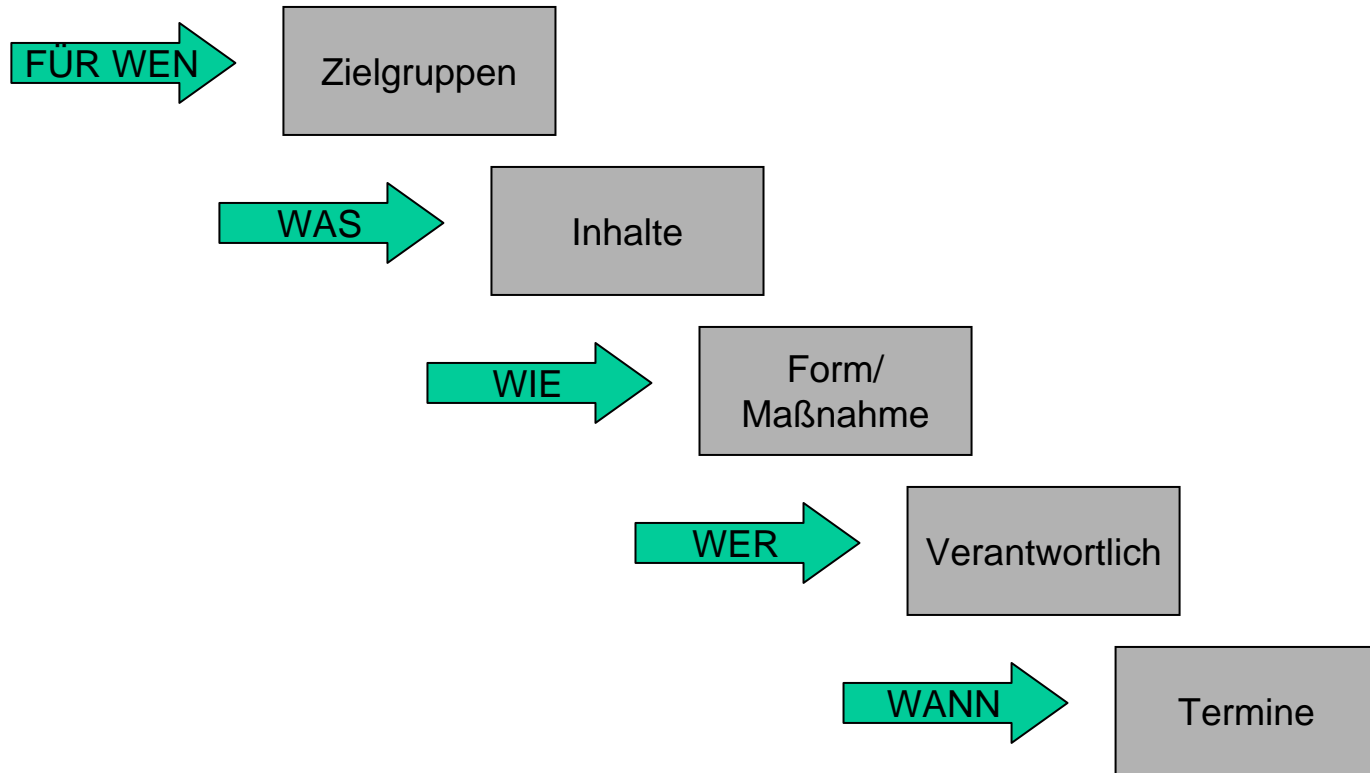 FÜR WEN
Zielgruppen
WAS
Inhalte
WIE
Form/
Maßnahme
WER
Verantwortlich
WANN
Termine